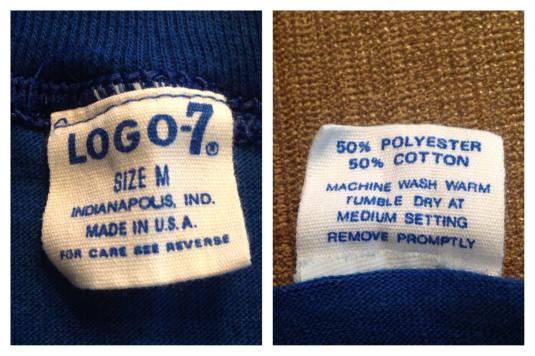 LOGO-7®
SIZE M
INDIANAPOLIS, IND.
MADE IN U.S.A.
FOR CARE SEE REVERSE
50% POLYESTER
50% COTTON
MACHINE WASH WARM
TUMBLE DRY AT
MEDIUM SETTING
REMOVE PROMPTLY